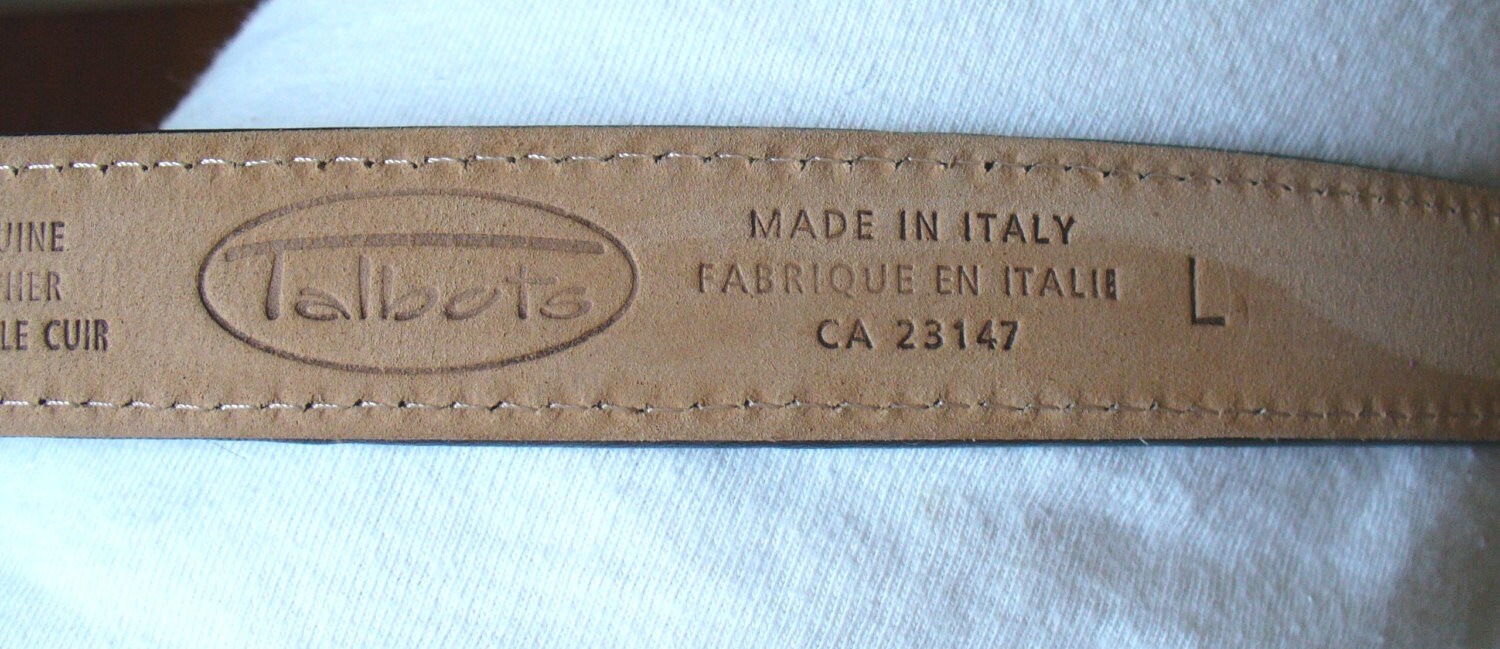 UINE
HER
LE CUIR
Talbots
MADE IN ITALY
FABRIQUE EN ITALIE
CA 23147
L